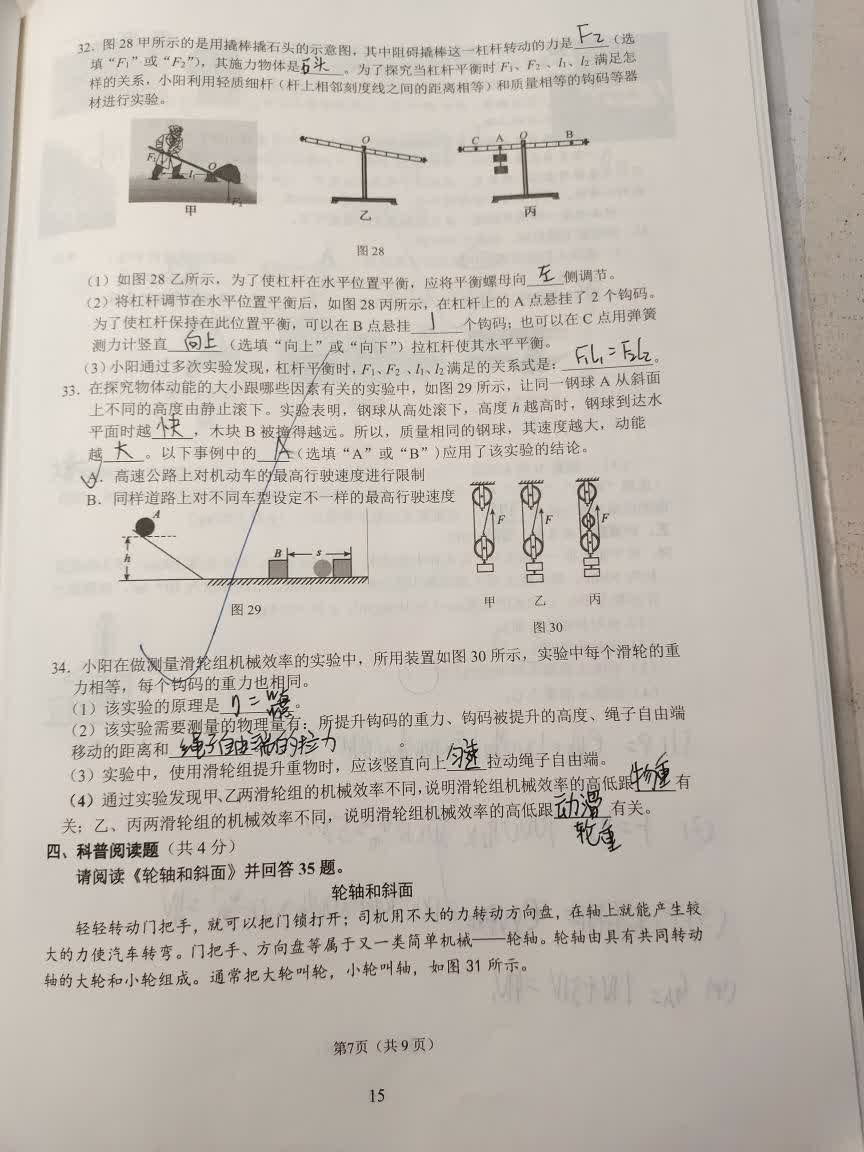 32. 图 28 甲所示的是用撬棒撬石头的示意图，其中阻碍撬棒这一杠杆转动的力是 F₂ （选
填“F₁”或“F₂”），其施力物体是 石头 。为了探究当杠杆平衡时 F₁、F₂ 、l₁、l₂ 满足怎
样的关系，小阳利用轻质细杆（杆上相邻刻度线之间的距离相等）和质量相等的钩码等器
材进行实验。
F₁ l₁ O F₂
甲
O
乙
C A O B
丙
图 28
（1）如图 28 乙所示，为了使杠杆在水平位置平衡，应将平衡螺母向 左 侧调节。
（2）将杠杆调节在水平位置平衡后，如图 28 丙所示，在杠杆上的 A 点悬挂了 2 个钩码。
为了使杠杆保持在此位置平衡，可以在 B 点悬挂 1 个钩码；也可以在 C 点用弹簧
测力计竖直 向上 （选填“向上”或“向下”）拉杠杆使其水平平衡。
（3）小阳通过多次实验发现，杠杆平衡时，F₁、F₂ 、l₁、l₂ 满足的关系式是： F₁L₁=F₂L₂ 。
33. 在探究物体动能的大小跟哪些因素有关的实验中，如图 29 所示，让同一钢球 A 从斜面
上不同的高度由静止滚下。实验表明，钢球从高处滚下，高度 h 越高时，钢球到达水
平面时越 快 ，木块 B 被撞得越远。所以，质量相同的钢球，其速度越大，动能
越 大 。以下事例中的 A （选填“A”或“B”）应用了该实验的结论。
A．高速公路上对机动车的最高行驶速度进行限制
B．同样道路上对不同车型设定不一样的最高行驶速度
A h B s
图 29
F F F
甲 乙 丙
图 30
34. 小阳在做测量滑轮组机械效率的实验中，所用装置如图 30 所示，实验中每个滑轮的重
力相等，每个钩码的重力也相同。
（1）该实验的原理是 η=W有/W总 。
（2）该实验需要测量的物理量有：所提升钩码的重力、钩码被提升的高度、绳子自由端
移动的距离和 绳子自由端的拉力 。
（3）实验中，使用滑轮组提升重物时，应该竖直向上 匀速 拉动绳子自由端。
（4）通过实验发现甲、乙两滑轮组的机械效率不同，说明滑轮组机械效率的高低跟 物重 有
关；乙、丙两滑轮组的机械效率不同，说明滑轮组机械效率的高低跟 动滑 有关。
轮重
四、科普阅读题（共 4 分）
请阅读《轮轴和斜面》并回答 35 题。
轮轴和斜面
轻轻转动门把手，就可以把门锁打开；司机用不大的力转动方向盘，在轴上就能产生较
大的力使汽车转弯。门把手、方向盘等属于又一类简单机械——轮轴。轮轴由具有共同转动
轴的大轮和小轮组成。通常把大轮叫轮，小轮叫轴，如图 31 所示。
第7页（共 9 页）
15